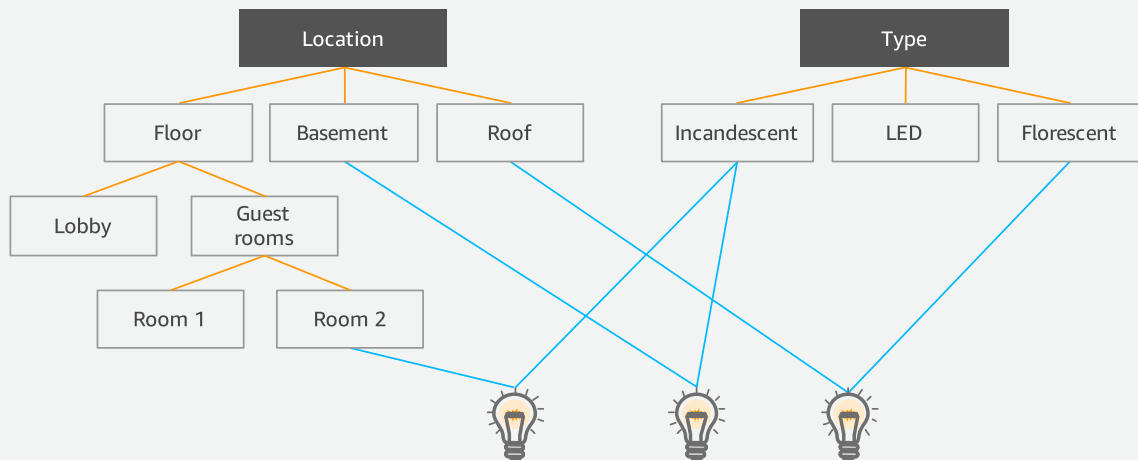 Location
Type
Floor
Basement
Roof
Incandescent
LED
Florescent
Lobby
Guest
rooms
Room 1
Room 2